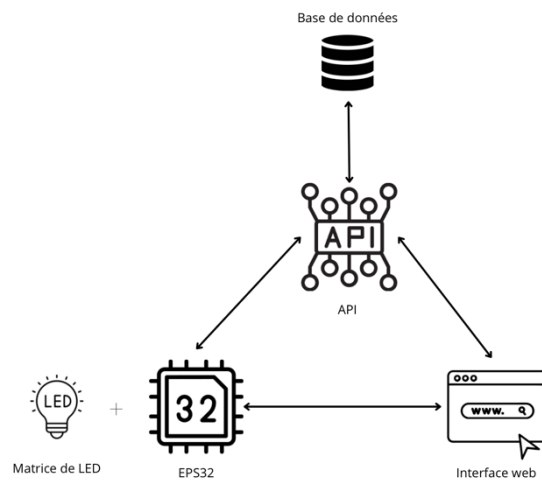 Base de données
API
API
LED
+
32
www.
Matrice de LED
EPS32
Interface web